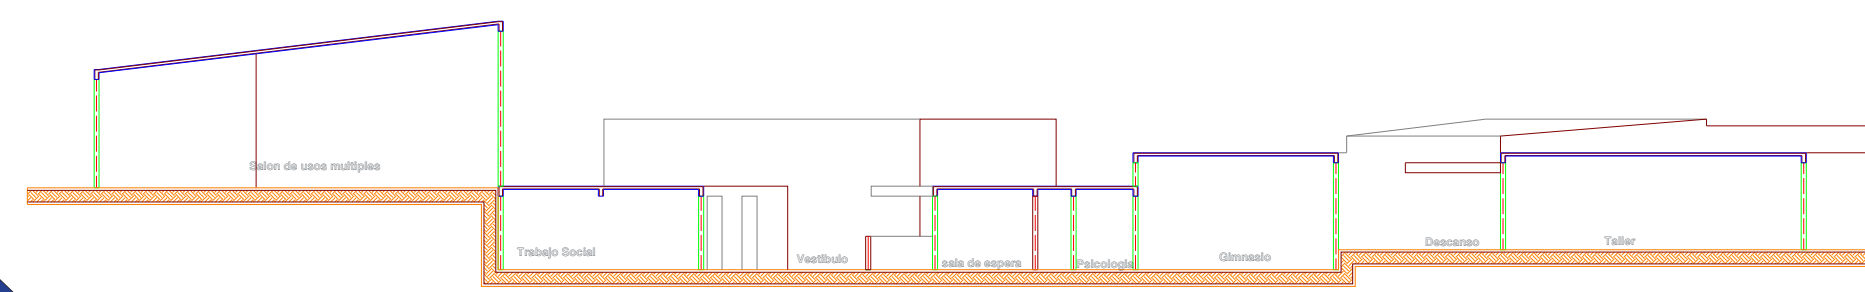 Salon de usos multiples
Trabajo Social
Vestibulo
sala de espera
Psicologia
Gimnasio
Descanso
Taller